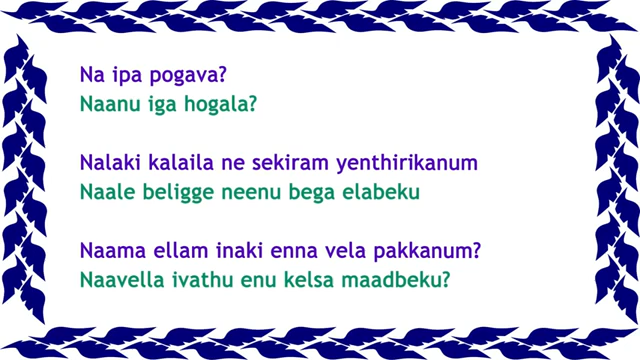 Na ipa pogava?
Naanu iga hogala?
Nalaki kalaila ne sekiram yenthirikanum
Naale beligge neenu bega elabeku
Naama ellam inaki enna vela pakkanum?
Naavella ivathu enu kelsa maadbeku?